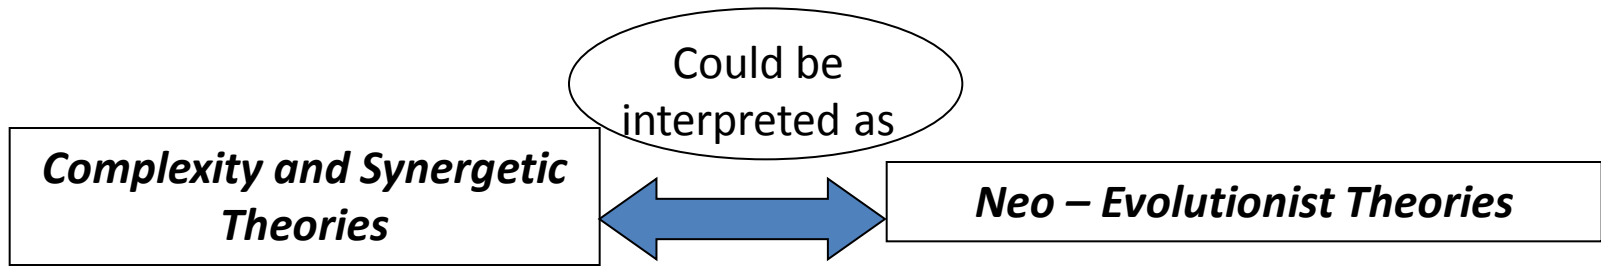 Could be
interpreted as
Complexity and Synergetic
Theories
Neo – Evolutionist Theories